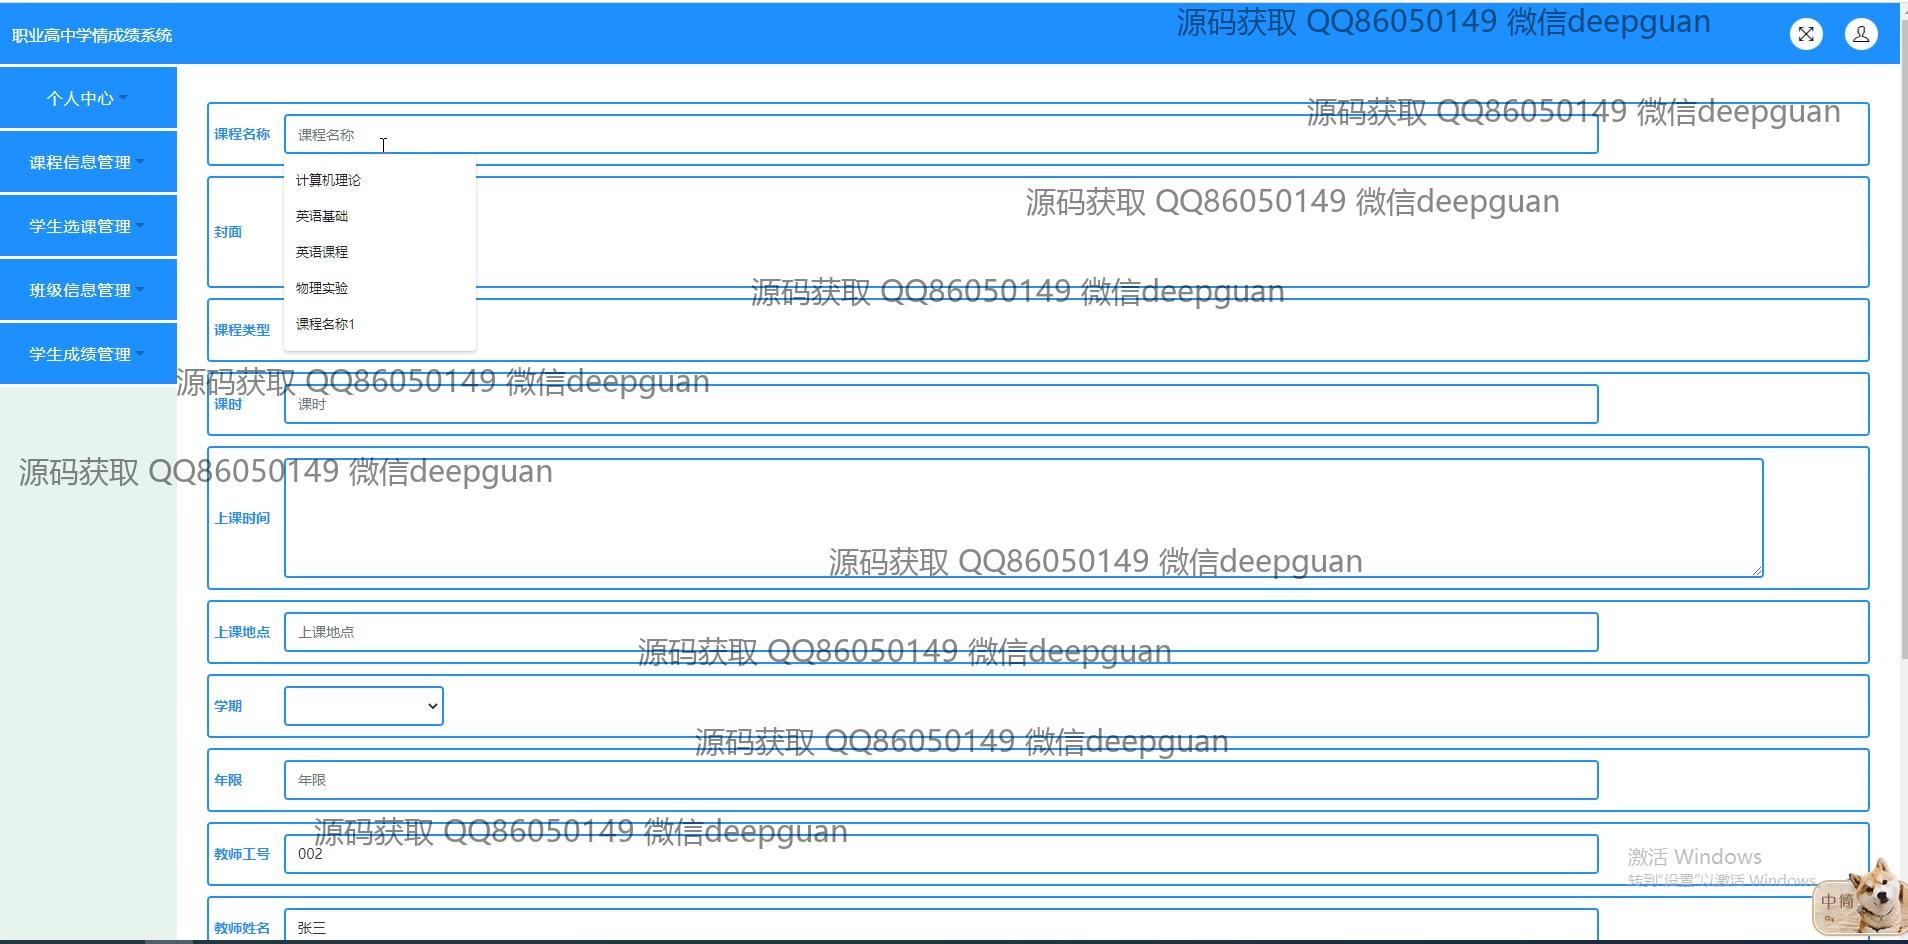 职业高中学情成绩系统
源码获取 QQ86050149 微信deepguan
个人中心
课程信息管理
学生选课管理
班级信息管理
学生成绩管理
源码获取 QQ86050149 微信deepguan
课程名称 课程名称
计算机理论
英语基础
英语课程
物理实验
课程名称1
源码获取 QQ86050149 微信deepguan
封面
源码获取 QQ86050149 微信deepguan
课程类型
源码获取 QQ86050149 微信deepguan
课时 课时
源码获取 QQ86050149 微信deepguan
上课时间
源码获取 QQ86050149 微信deepguan
上课地点 上课地点
源码获取 QQ86050149 微信deepguan
学期
源码获取 QQ86050149 微信deepguan
年限 年限
源码获取 QQ86050149 微信deepguan
教师工号 002
激活 Windows
转到"设置"以激活 Windows
中简
教师姓名 张三